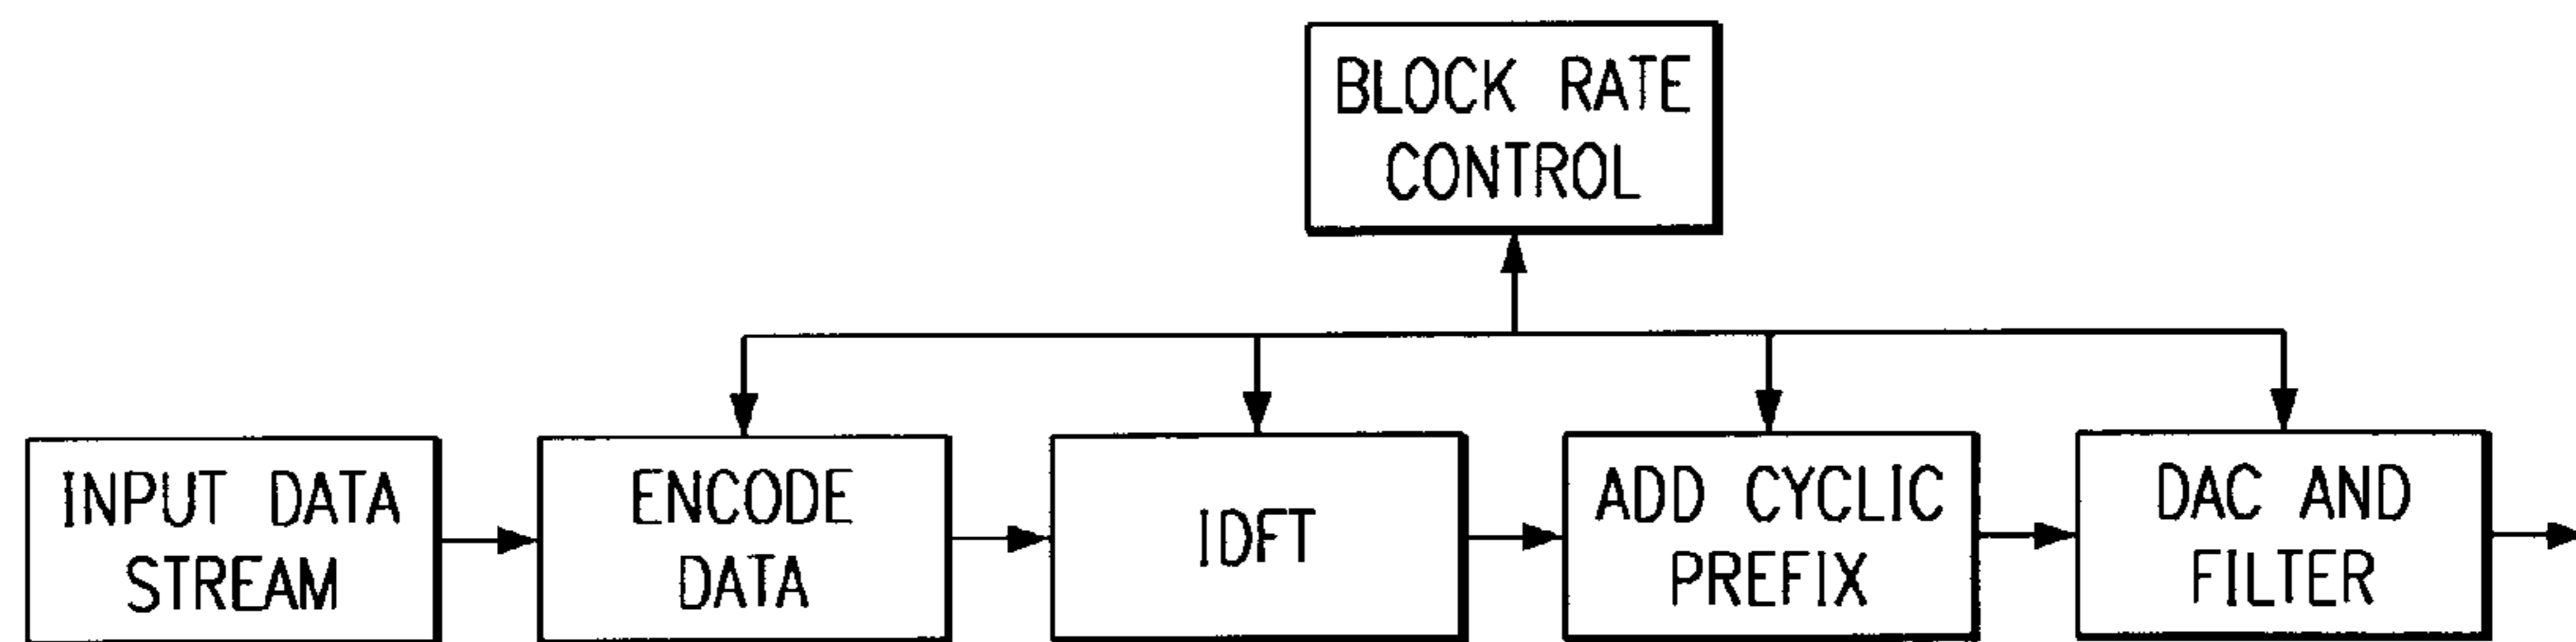 BLOCK RATE
CONTROL
INPUT DATA
STREAM
ENCODE
DATA
IDFT
ADD CYCLIC
PREFIX
DAC AND
FILTER